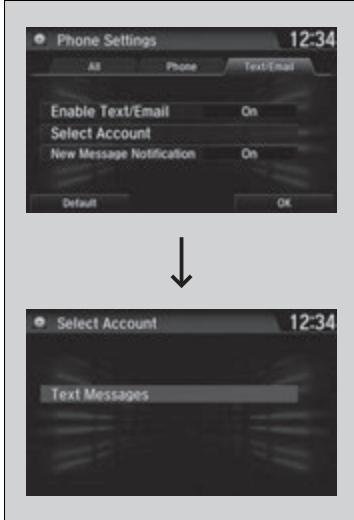 Phone Settings 12:34
All Phone Text/Email
Enable Text/Email On
Select Account
New Message Notification On
Default OK
Select Account 12:34
Text Messages